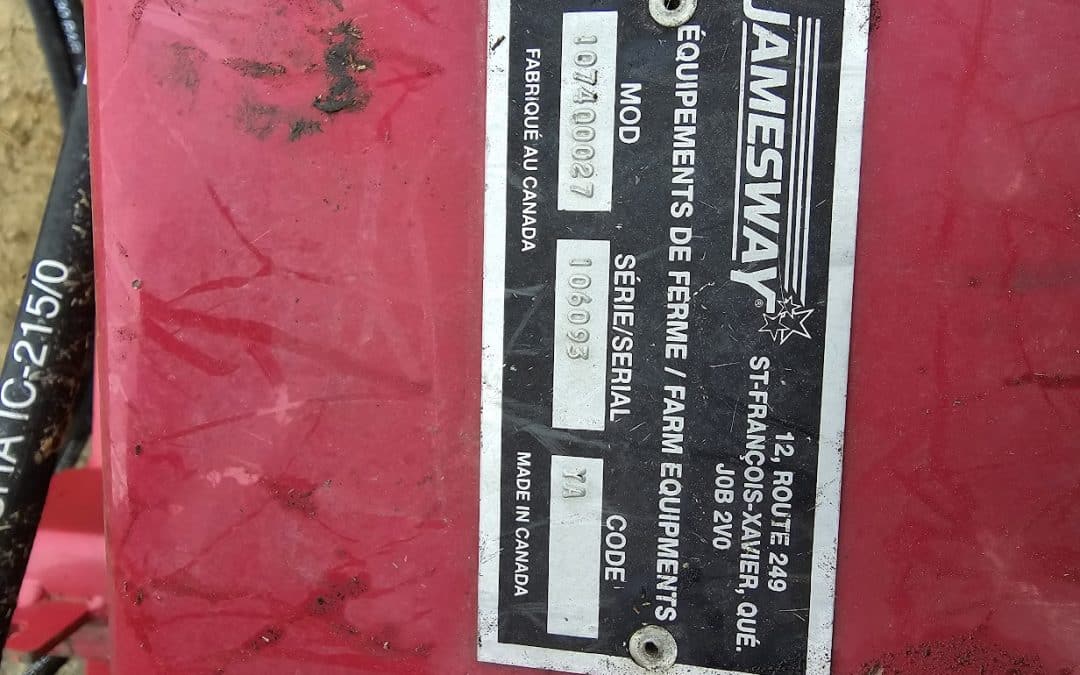 JAMESWAY®
12, ROUTE 249
ST-FRANÇOIS-XAVIER, QUÉ.
J0B 2V0
ÉQUIPEMENTS DE FERME / FARM EQUIPMENTS
MOD SÉRIE/SERIAL CODE
107400027 106093 YA
FABRIQUÉ AU CANADA MADE IN CANADA
IC-215/0